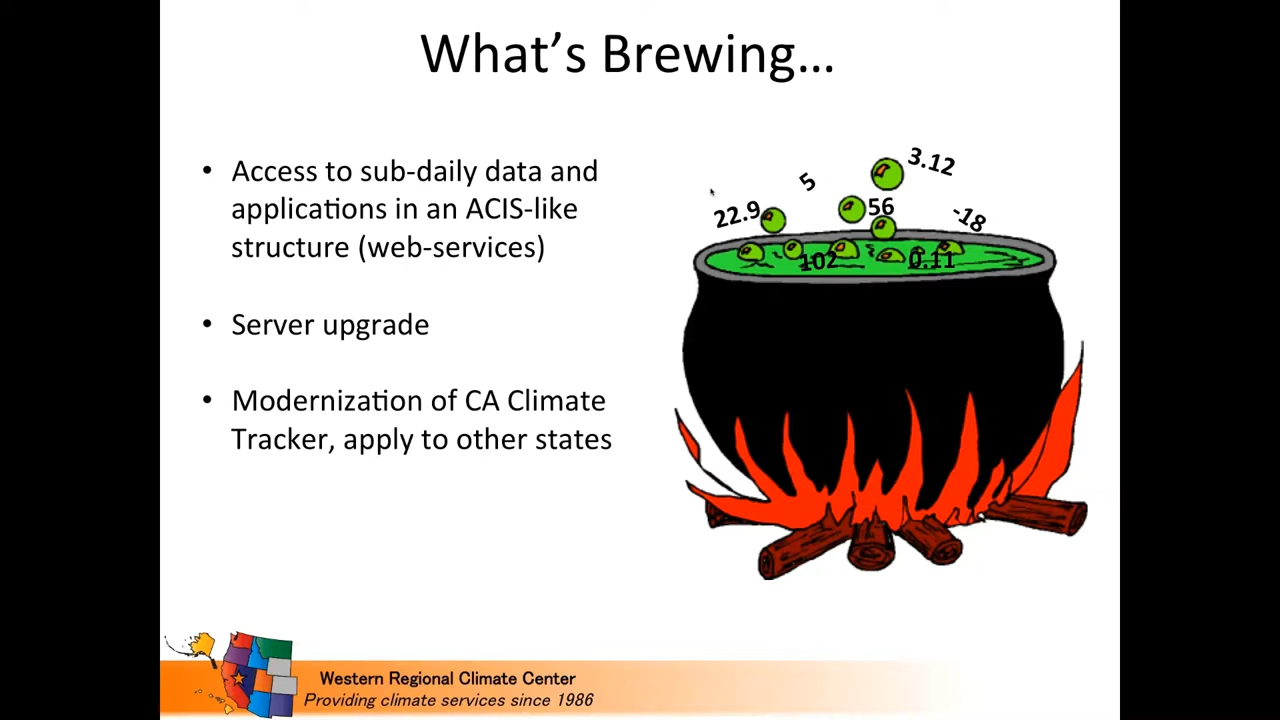 What's Brewing…
• Access to sub-daily data and
applications in an ACIS-like
structure (web-services)
• Server upgrade
• Modernization of CA Climate
Tracker, apply to other states
3.12
5
22.9
56
-18
102
0.11
Western Regional Climate Center
Providing climate services since 1986